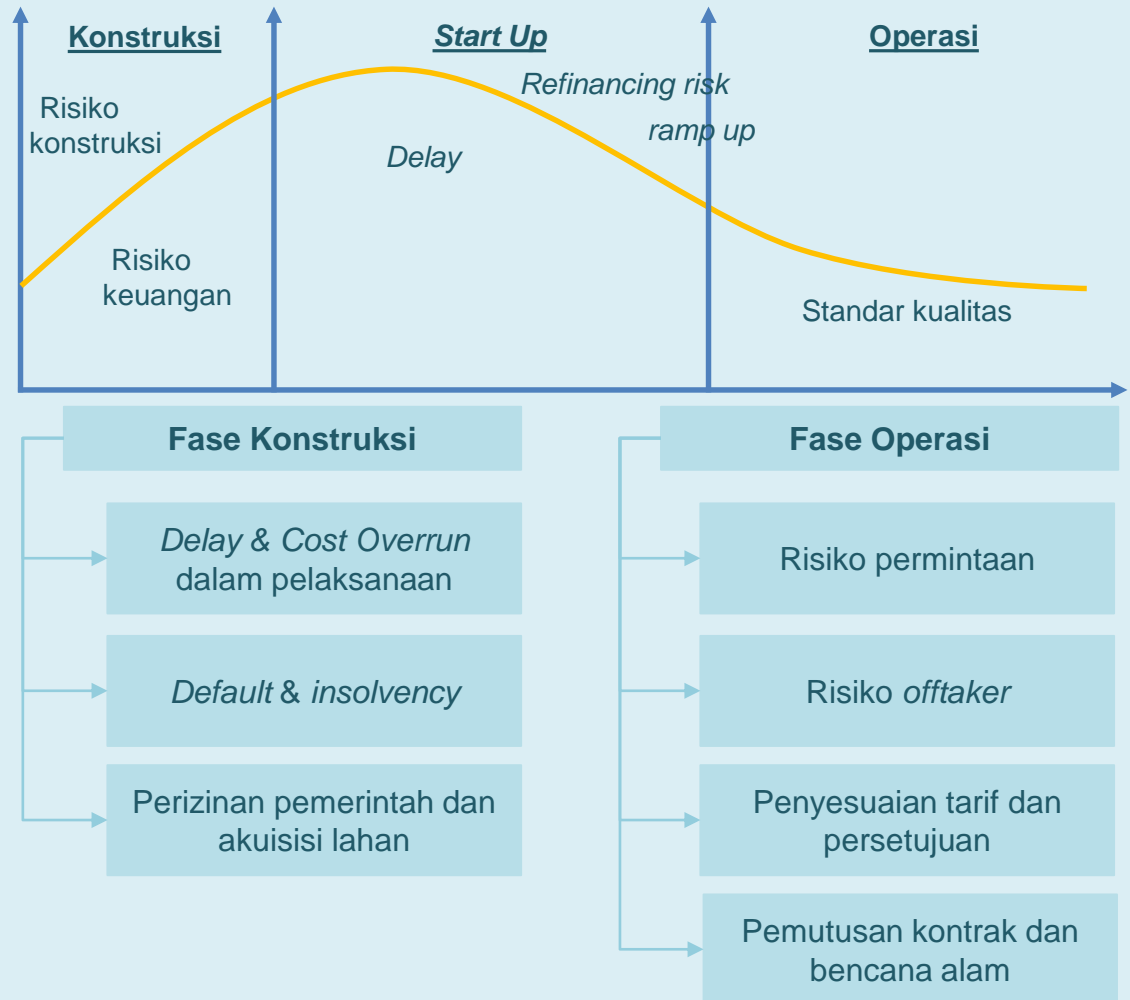 Konstruksi
Start Up
Operasi
Risiko
konstruksi
Refinancing risk
ramp up
Delay
Risiko
keuangan
Standar kualitas
Fase Konstruksi
Delay & Cost Overrun
dalam pelaksanaan
Default & insolvency
Perizinan pemerintah dan
akuisisi lahan
Fase Operasi
Risiko permintaan
Risiko offtaker
Penyesuaian tarif dan
persetujuan
Pemutusan kontrak dan
bencana alam